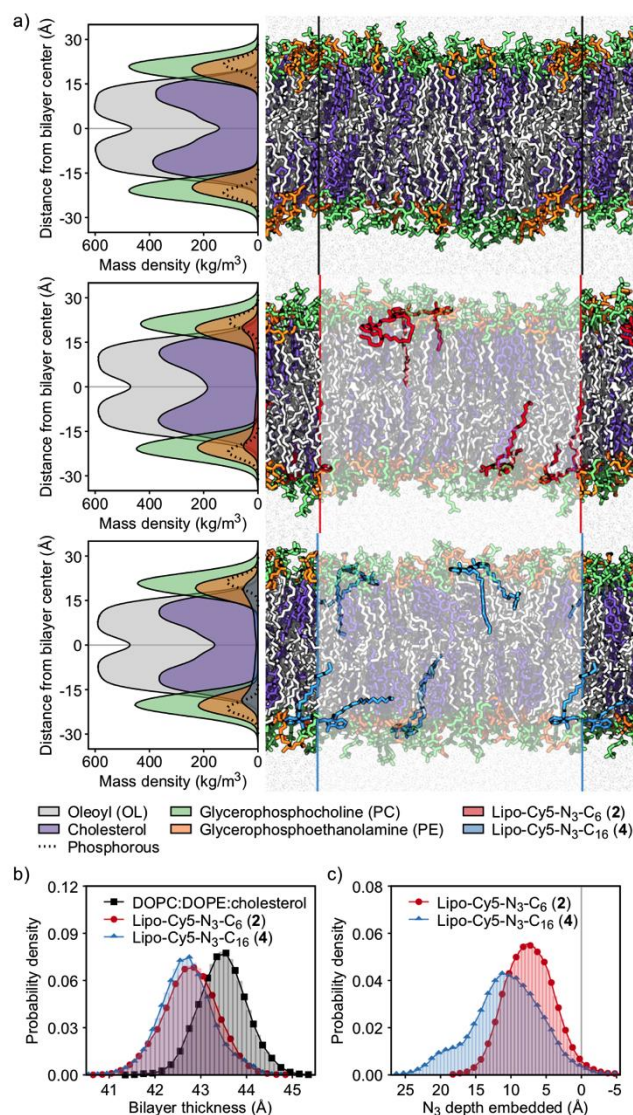 a)
Distance from bilayer center (Å)
30
15
0
-15
-30
600 400 200 0
Mass density (kg/m³)
Distance from bilayer center (Å)
30
15
0
-15
-30
600 400 200 0
Mass density (kg/m³)
Distance from bilayer center (Å)
30
15
0
-15
-30
600 400 200 0
Mass density (kg/m³)
Oleoyl (OL) Glycerophosphocholine (PC) Lipo-Cy5-N₃-C₆ (2)
Cholesterol Glycerophosphoethanolamine (PE) Lipo-Cy5-N₃-C₁₆ (4)
Phosphorous
b)
Probability density
0.12
0.09
0.06
0.03
0.00
DOPC:DOPE:cholesterol
Lipo-Cy5-N₃-C₆ (2)
Lipo-Cy5-N₃-C₁₆ (4)
41 42 43 44 45
Bilayer thickness (Å)
c)
Probability density
0.08
0.06
0.04
0.02
0.00
Lipo-Cy5-N₃-C₆ (2)
Lipo-Cy5-N₃-C₁₆ (4)
25 20 15 10 5 0 -5
N₃ depth embedded (Å)